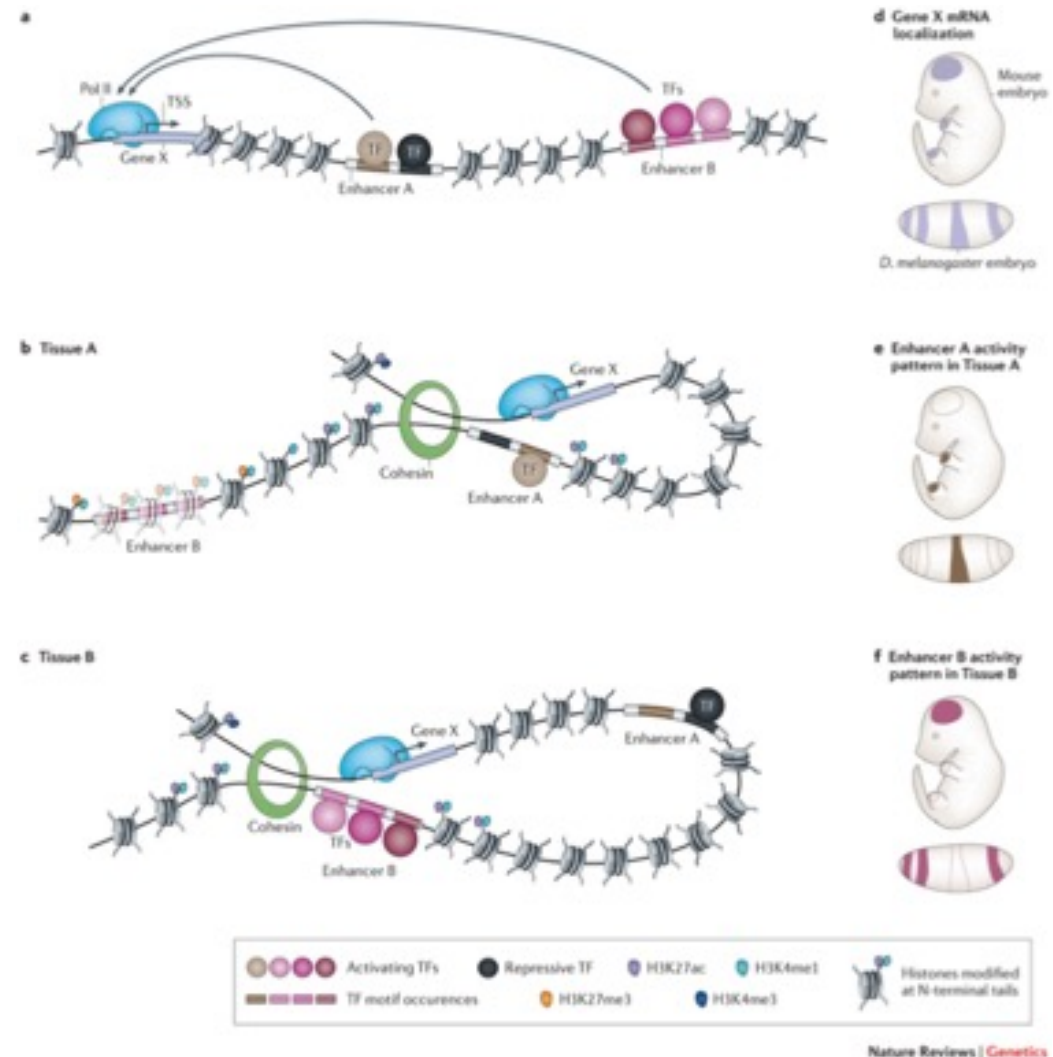 a
d Gene X mRNA
localization
Pol II
TSS
TFs
Mouse
embryo
TF
TF
Gene X
Enhancer A
Enhancer B
D. melanogaster embryo
b Tissue A
e Enhancer A activity
pattern in Tissue A
Gene X
Cohesin
TF
Enhancer A
Enhancer B
c Tissue B
f Enhancer B activity
pattern in Tissue B
TF
Gene X
Enhancer A
Cohesin
TFs
Enhancer B
Activating TFs
Repressive TF
H3K27ac
H3K4me1
Histones modified
at N-terminal tails
TF motif occurences
H3K27me3
H3K4me3
Nature Reviews | Genetics